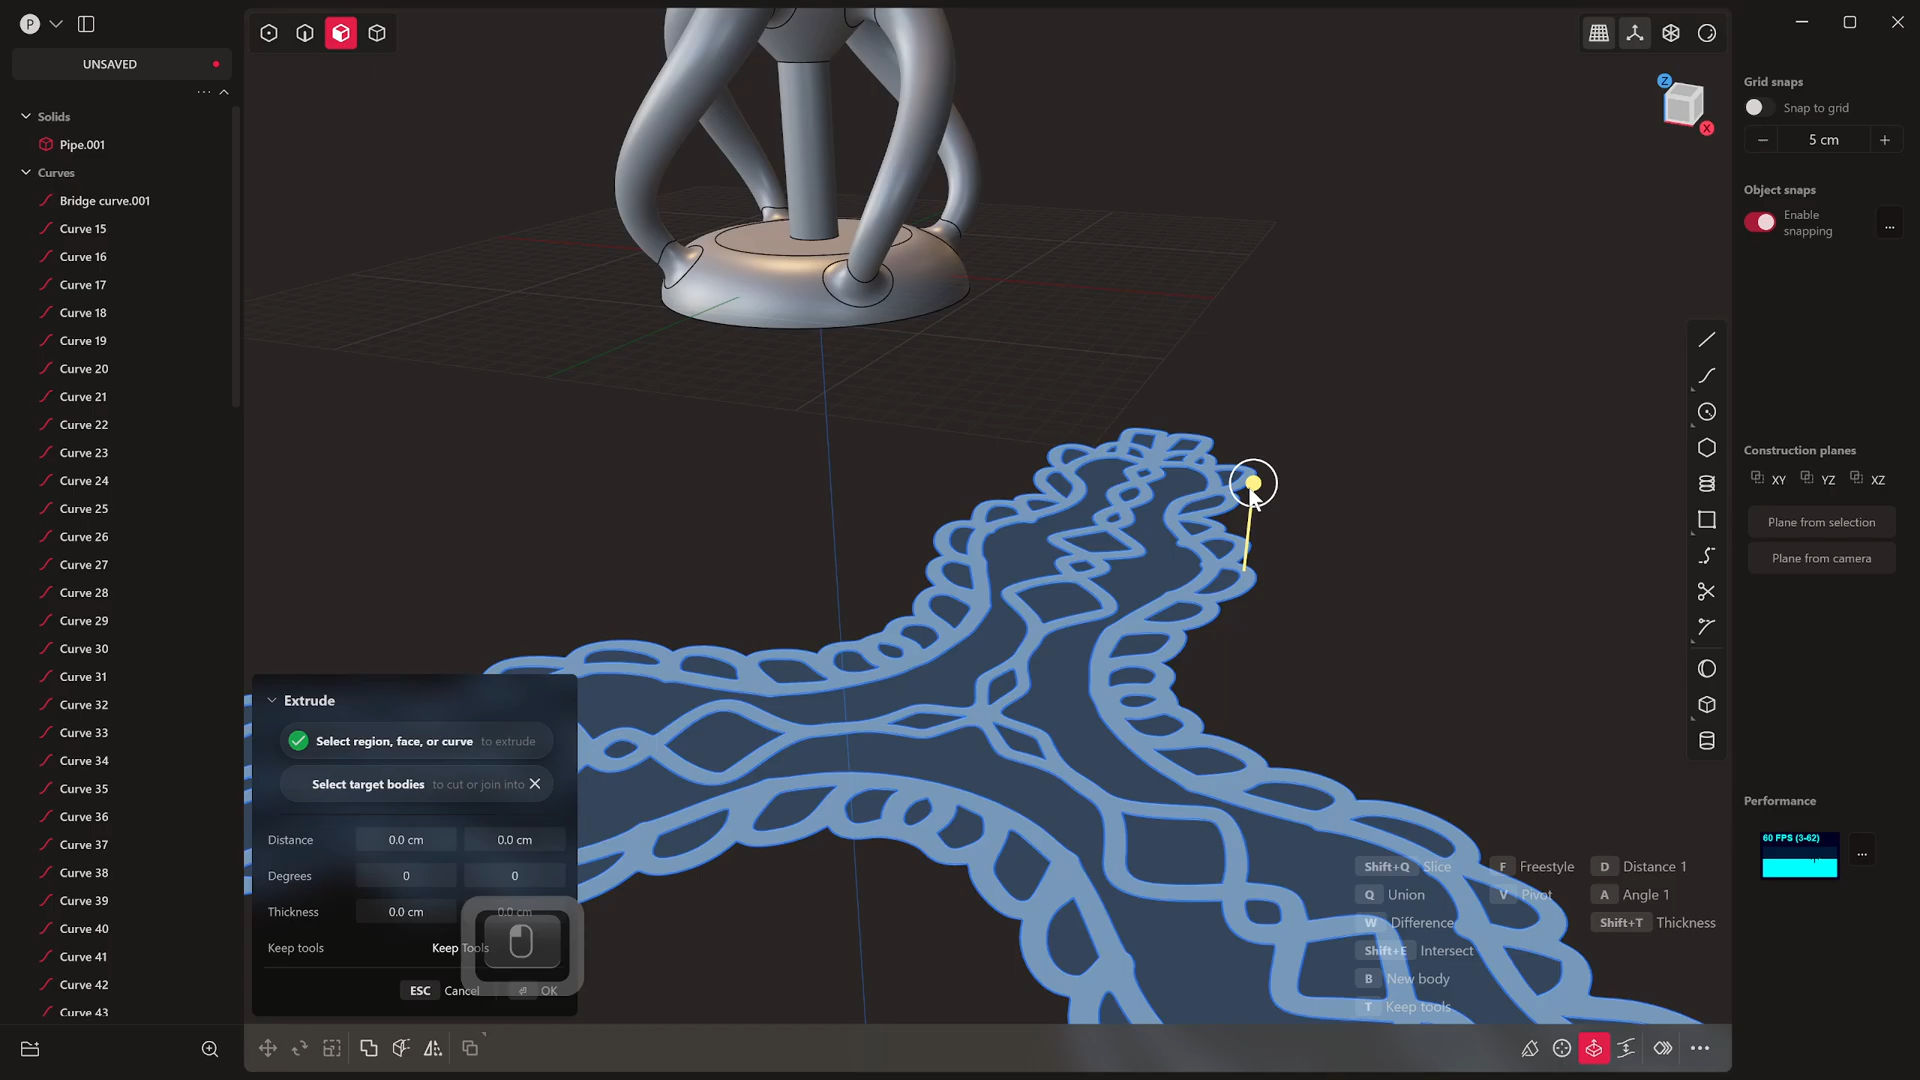 P
UNSAVED
...
Solids
Pipe.001
Curves
Bridge curve.001
Curve 15
Curve 16
Curve 17
Curve 18
Curve 19
Curve 20
Curve 21
Curve 22
Curve 23
Curve 24
Curve 25
Curve 26
Curve 27
Curve 28
Curve 29
Curve 30
Curve 31
Curve 32
Curve 33
Curve 34
Curve 35
Curve 36
Curve 37
Curve 38
Curve 39
Curve 40
Curve 41
Curve 42
Curve 43
Extrude
Select region, face, or curve to extrude
Select target bodies to cut or join into
Distance 0.0 cm 0.0 cm
Degrees 0 0
Thickness 0.0 cm 0.0 cm
Keep tools Keep Tools
ESC Cancel OK
Z
X
Shift+Q Slice F Freestyle D Distance 1
Q Union V Pivot A Angle 1
W Difference Shift+T Thickness
Shift+E Intersect
B New body
T Keep tools
Grid snaps
Snap to grid
5 cm
Object snaps
Enable
snapping
...
Construction planes
XY YZ XZ
Plane from selection
Plane from camera
Performance
60 FPS (3-62)
...